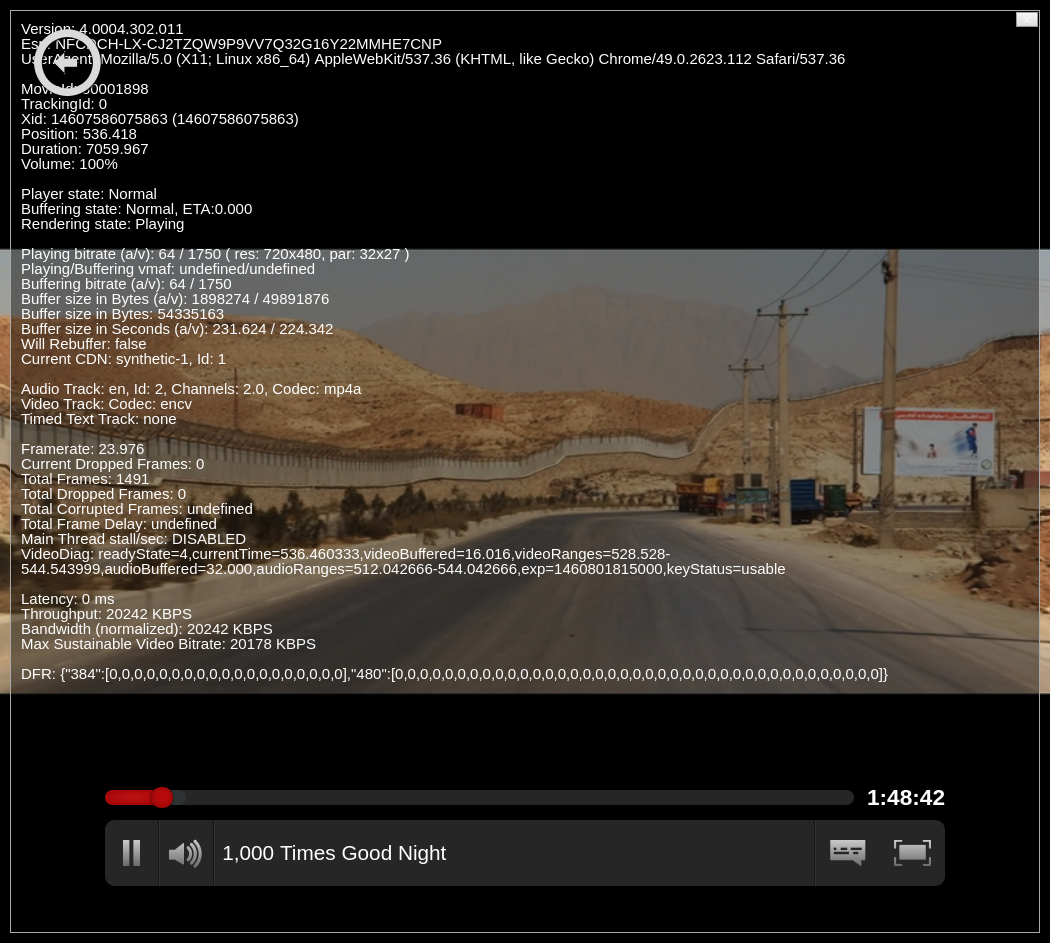 Version: 4.0004.302.011
Esn: NFCDCH-LX-CJ2TZQW9P9VV7Q32G16Y22MMHE7CNP
UserAgent: Mozilla/5.0 (X11; Linux x86_64) AppleWebKit/537.36 (KHTML, like Gecko) Chrome/49.0.2623.112 Safari/537.36
TrackingId: 0
Xid: 14607586075863 (14607586075863)
Position: 536.418
Duration: 7059.967
Volume: 100%
Player state: Normal
Buffering state: Normal, ETA:0.000
Rendering state: Playing
Playing bitrate (a/v): 64 / 1750 ( res: 720x480, par: 32x27 )
Playing/Buffering vmaf: undefined/undefined
Buffering bitrate (a/v): 64 / 1750
Buffer size in Bytes (a/v): 1898274 / 49891876
Buffer size in Bytes: 54335163
Buffer size in Seconds (a/v): 231.624 / 224.342
Will Rebuffer: false
Current CDN: synthetic-1, Id: 1
Audio Track: en, Id: 2, Channels: 2.0, Codec: mp4a
Video Track: Codec: encv
Timed Text Track: none
Framerate: 23.976
Current Dropped Frames: 0
Total Frames: 1491
Total Dropped Frames: 0
Total Corrupted Frames: undefined
Total Frame Delay: undefined
Main Thread stall/sec: DISABLED
VideoDiag: readyState=4,currentTime=536.460333,videoBuffered=16.016,videoRanges=528.528-
544.543999,audioBuffered=32.000,audioRanges=512.042666-544.042666,exp=1460801815000,keyStatus=usable
Latency: 0 ms
Throughput: 20242 KBPS
Bandwidth (normalized): 20242 KBPS
Max Sustainable Video Bitrate: 20178 KBPS
DFR: {"384":[0,0,0,0,0,0,0,0,0,0,0,0,0,0,0,0,0,0,0],"480":[0,0,0,0,0,0,0,0,0,0,0,0,0,0,0,0,0,0,0,0,0,0,0,0,0,0,0,0,0,0,0,0,0,0,0,0,0,0,0]}
1:48:42
1,000 Times Good Night